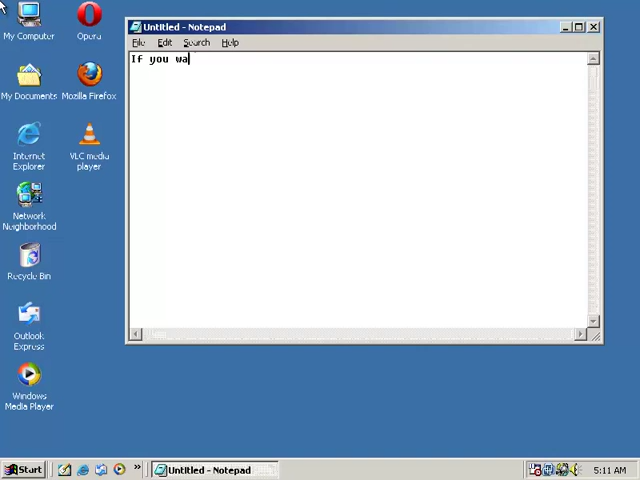 Untitled - Notepad
File Edit Search Help
If you wa
My Computer
Opera
My Documents
Mozilla Firefox
Internet
Explorer
VLC media
player
Network
Neighborhood
Recycle Bin
Outlook
Express
Windows
Media Player
Start
»
Untitled - Notepad
5:11 AM